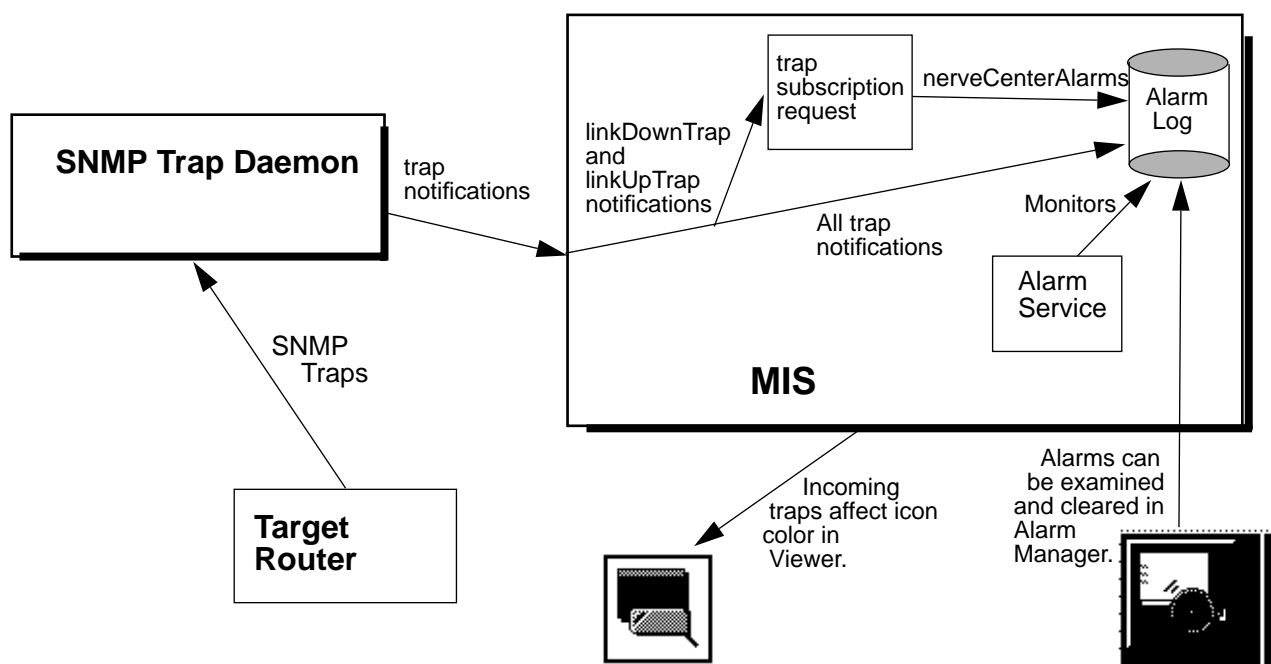 SNMP Trap Daemon
trap
notifications
SNMP
Traps
Target
Router
linkDownTrap
and
linkUpTrap
notifications
trap
subscription
request
nerveCenterAlarms
Alarm
Log
All trap
notifications
Monitors
Alarm
Service
MIS
Incoming
traps affect icon
color in
Viewer.
Alarms can
be examined
and cleared in
Alarm
Manager.